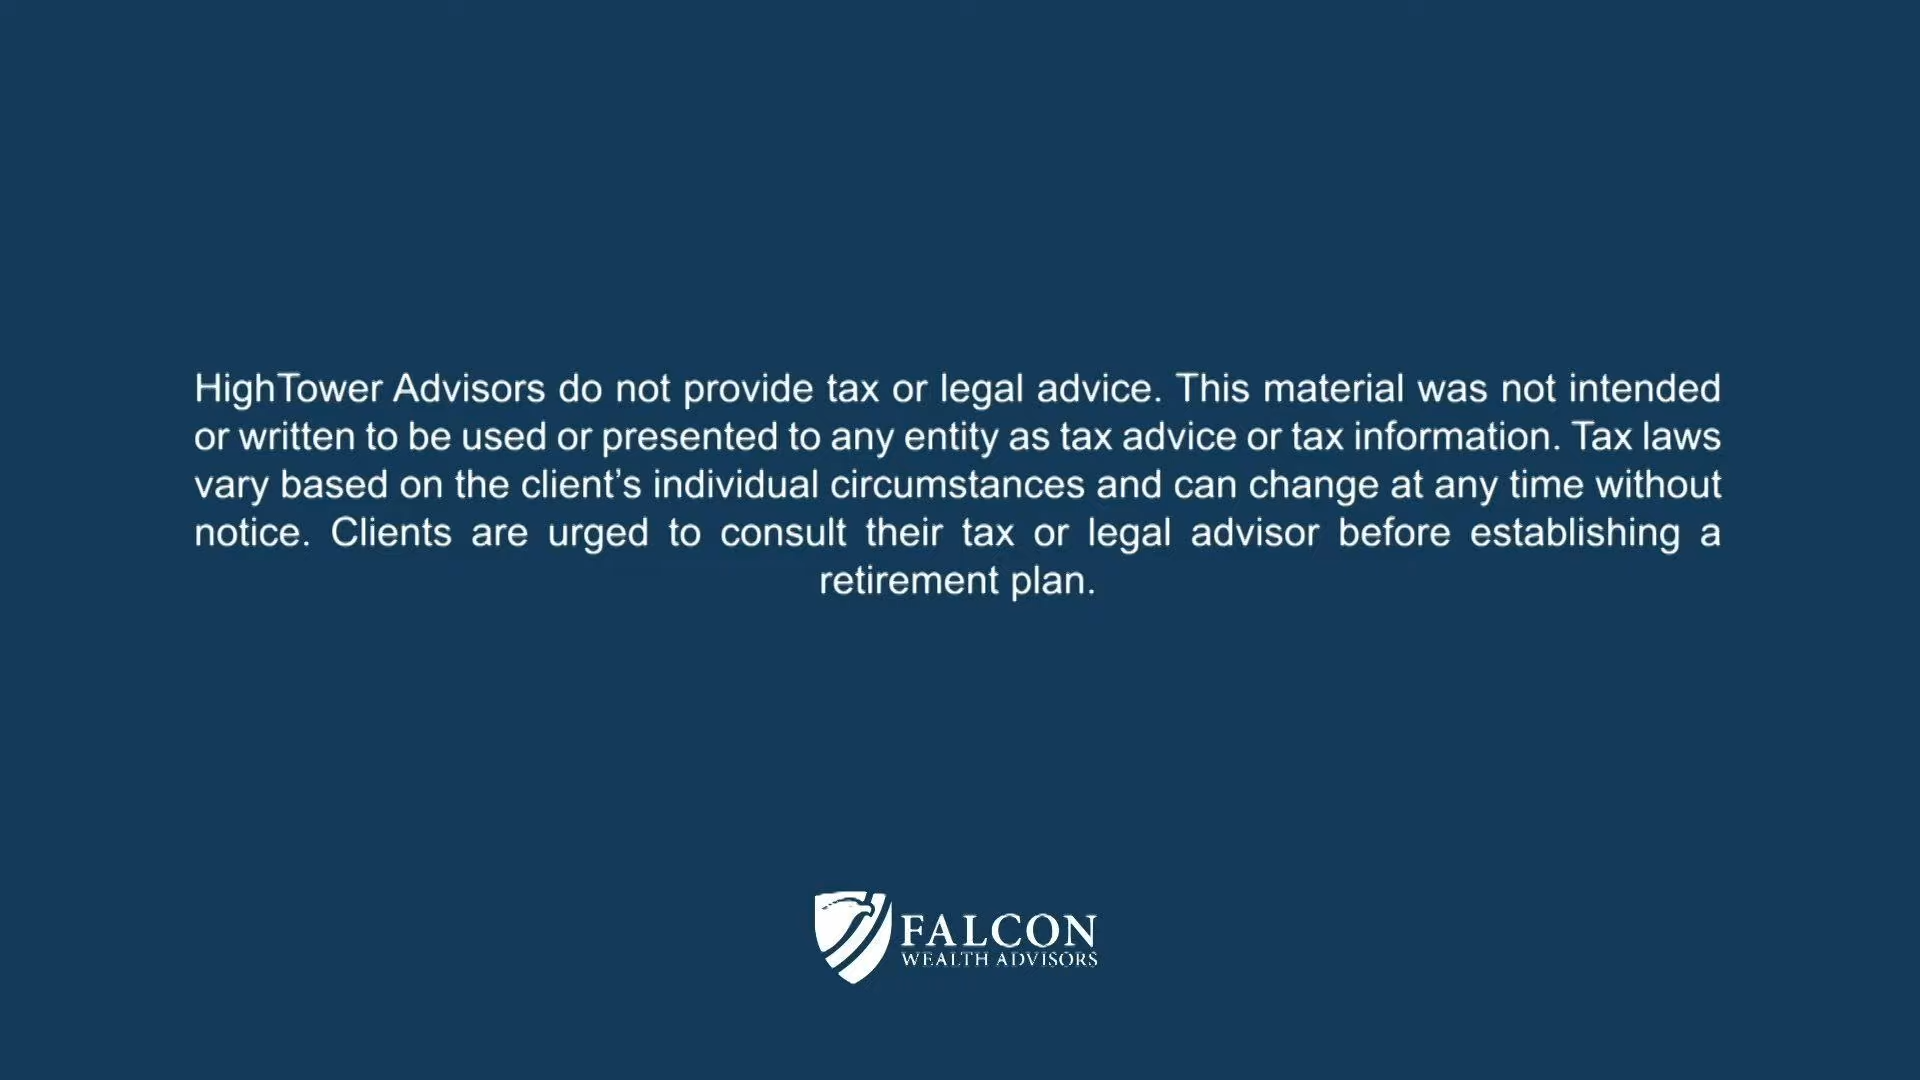 HighTower Advisors do not provide tax or legal advice. This material was not intended
or written to be used or presented to any entity as tax advice or tax information. Tax laws
vary based on the client’s individual circumstances and can change at any time without
notice. Clients are urged to consult their tax or legal advisor before establishing a
retirement plan.
FALCON
WEALTH ADVISORS